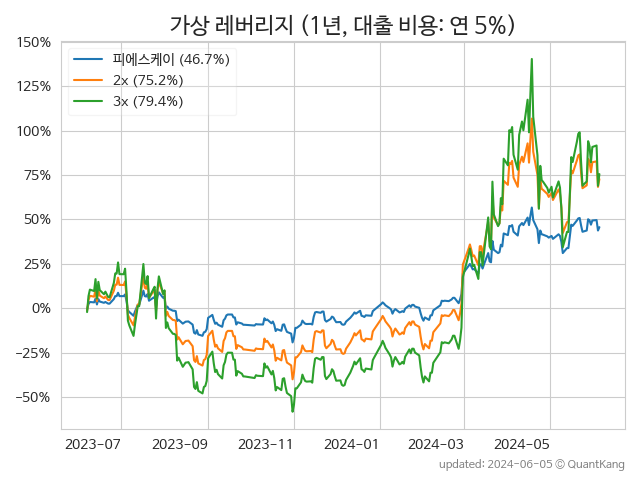 가상 레버리지 (1년, 대출 비용: 연 5%)
150%
125%
100%
75%
50%
25%
0%
−25%
−50%
피에스케이 (46.7%)
2x (75.2%)
3x (79.4%)
2023-07 2023-09 2023-11 2024-01 2024-03 2024-05
updated: 2024-06-05 © QuantKang